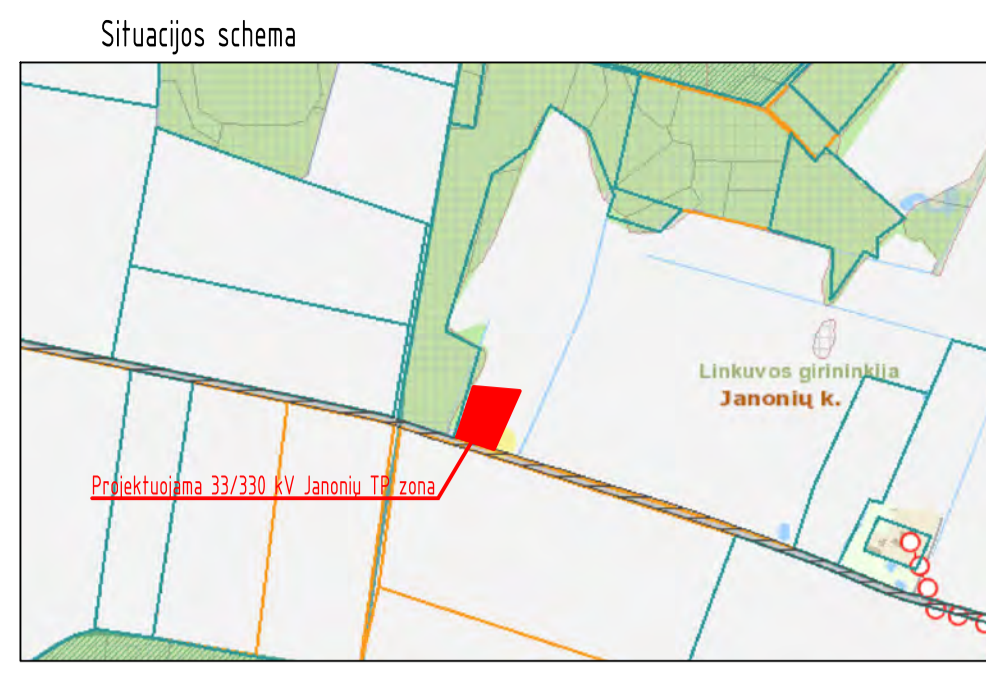 Situacijos schema
Linkuvos girininkija
Janonių k.
Projektuojama 33/330 kV Janonių TP zona